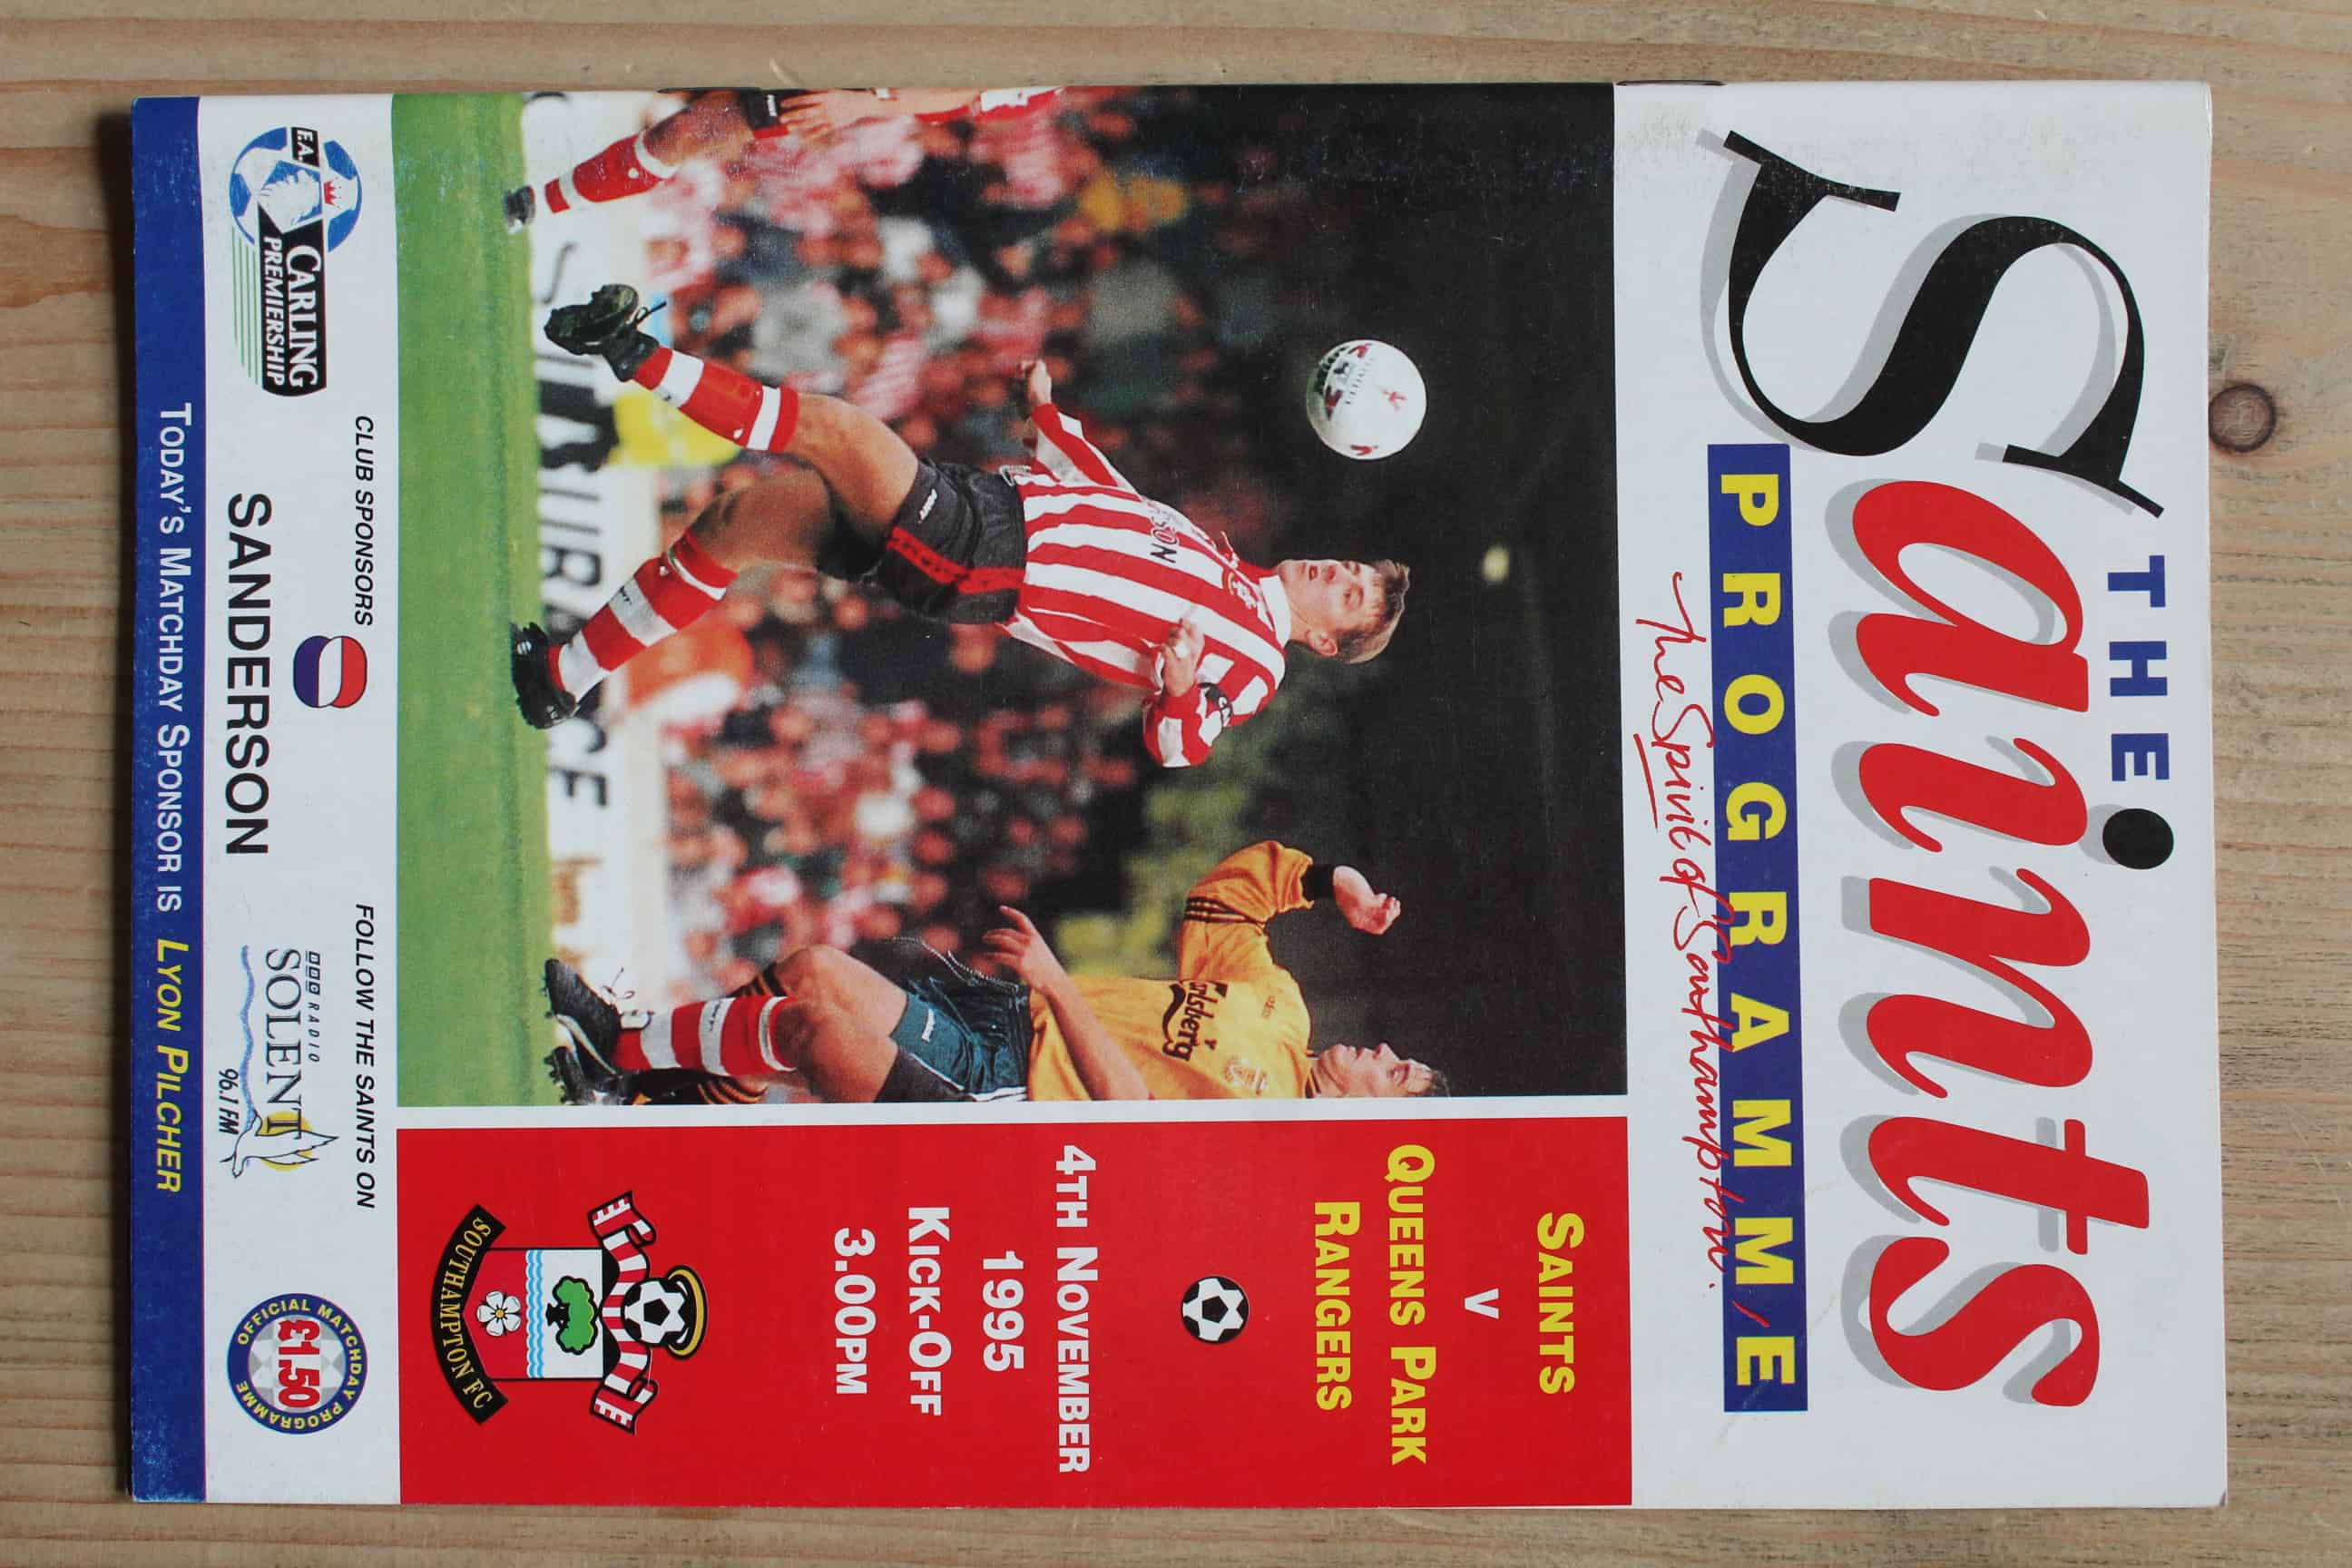 THE
Saints
PROGRAMME
The Spirit of Southampton.
SAINTS
V
QUEENS PARK
RANGERS
4TH NOVEMBER
1995
KICK-OFF
3.00PM
SOUTHAMPTON FC
Carlsberg
F.A.
CARLING
PREMIERSHIP
CLUB SPONSORS
SANDERSON
FOLLOW THE SAINTS ON
BBC RADIO
SOLENT
96.1 FM
OFFICIAL MATCHDAY PROGRAMME
£1.50
TODAY'S MATCHDAY SPONSOR IS LYON PILCHER